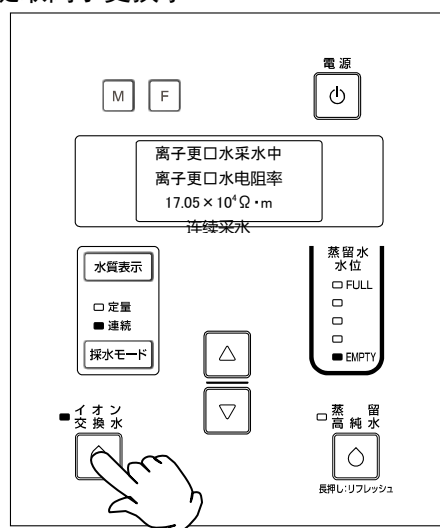 電源
M F
离子更口水采水中
离子更口水电阻率
17.05×10⁴Ω·m
连续采水
水質表示
定量
連続
採水モード
蒸留水
水位
FULL
EMPTY
イオン
交換水
蒸留
高純水
長押し:リフレッシュ